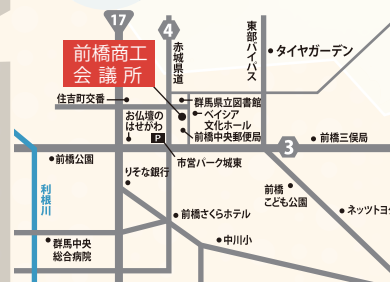 17
4
前橋商工
会議所
赤城県道
東部バイパス
タイヤガーデン
住吉町交番
群馬県立図書館
ベイシア
文化ホール
お仏壇の
はせがわ
P
前橋中央郵便局
3
前橋三俣局
前橋公園
市営パーク城東
りそな銀行
利根川
前橋
こども公園
前橋さくらホテル
ネッツトヨ
群馬中央
総合病院
中川小